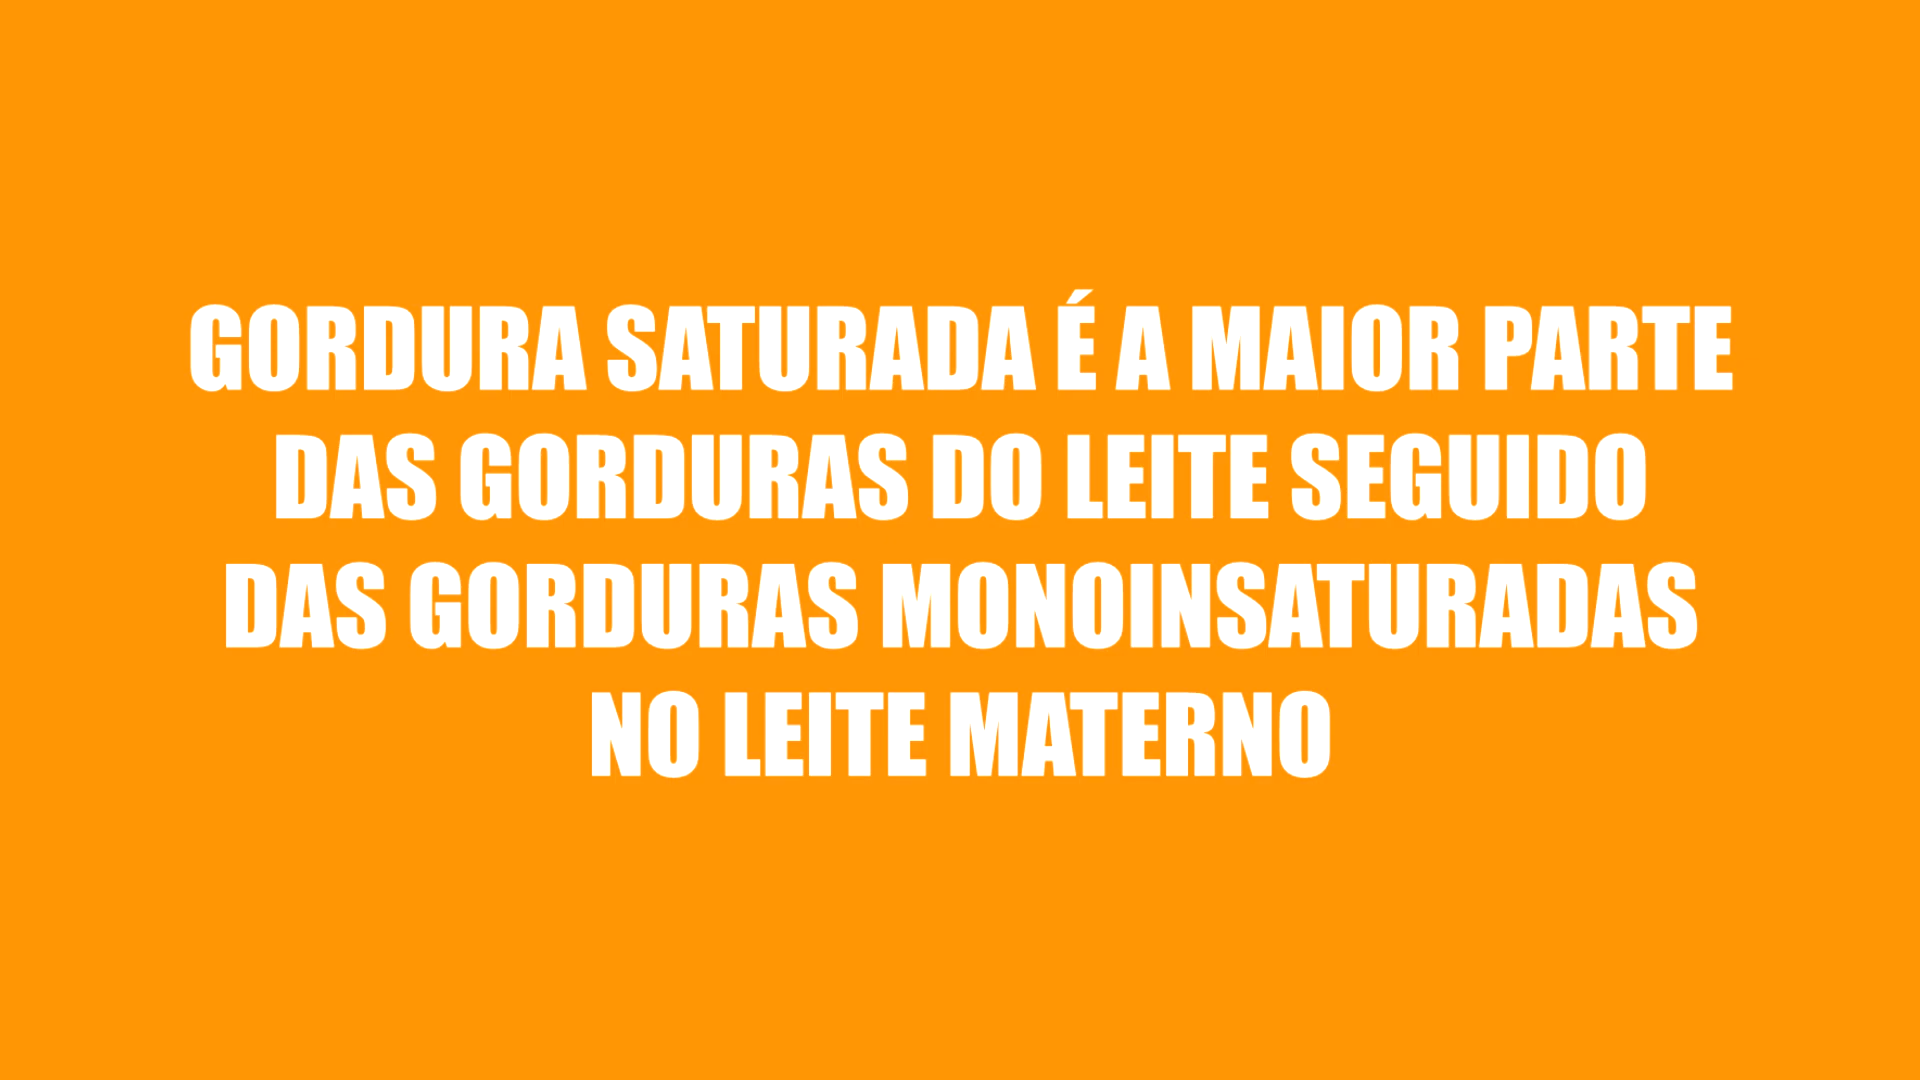 GORDURA SATURADA É A MAIOR PARTE
DAS GORDURAS DO LEITE SEGUIDO
DAS GORDURAS MONOINSATURADAS
NO LEITE MATERNO